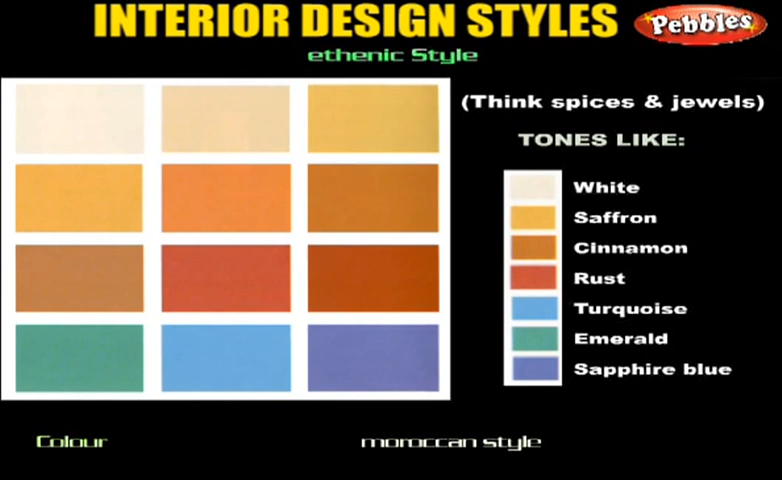 INTERIOR DESIGN STYLES
Pebbles
ethenic Style
(Think spices & jewels)
TONES LIKE:
White
Saffron
Cinnamon
Rust
Turquoise
Emerald
Sapphire blue
Colour
moroccan style